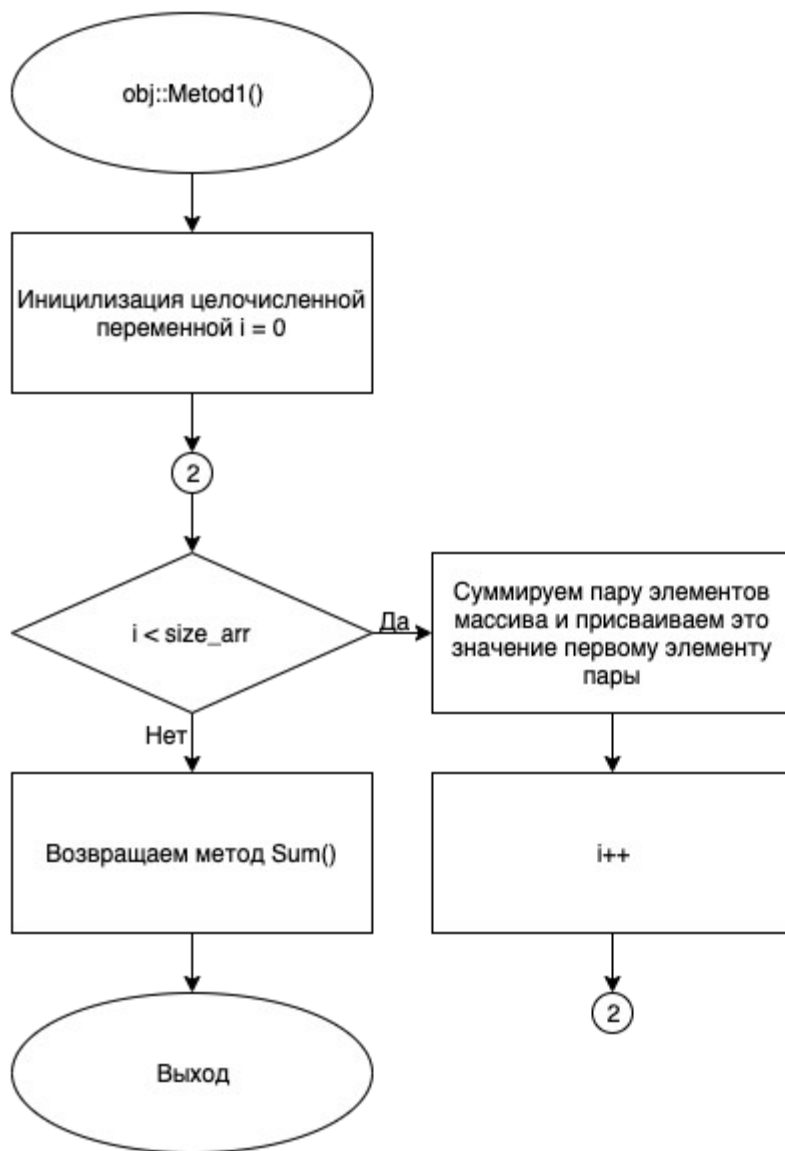 obj::Metod1()
Иницилизация целочисленной
переменной i = 0
2
i < size_arr
Да
Суммируем пару элементов
массива и присваиваем это
значение первому элементу
пары
Нет
Возвращаем метод Sum()
i++
2
Выход